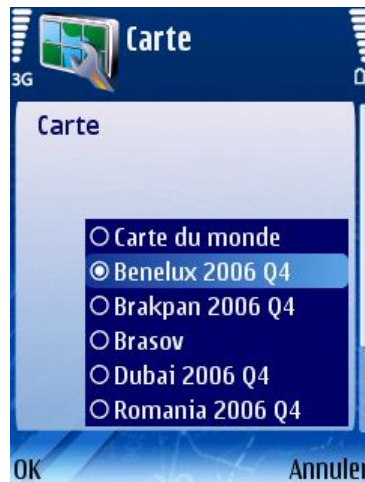 Carte
3G
Carte
Carte du monde
Benelux 2006 Q4
Brakpan 2006 Q4
Brasov
Dubai 2006 Q4
Romania 2006 Q4
OK Annuler